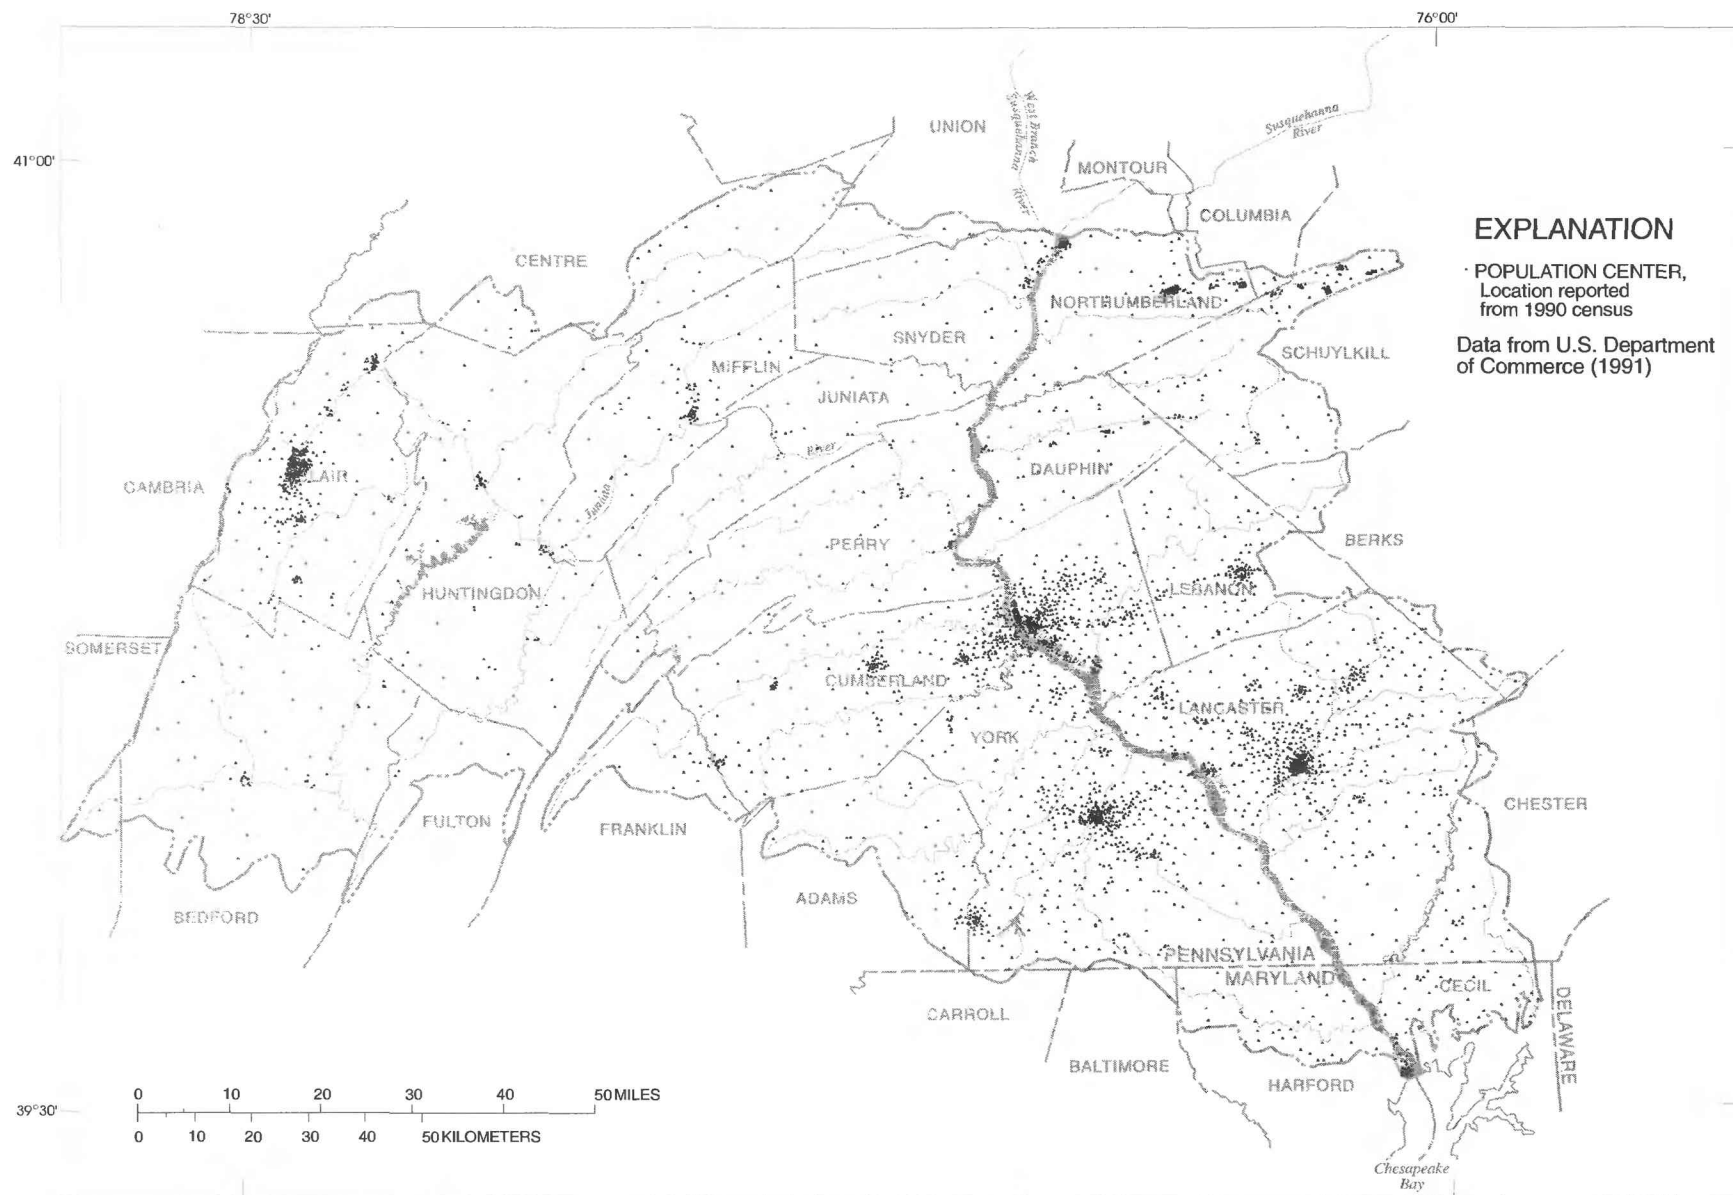 78°30'
76°00'
41°00'
UNION
West Branch
Susquehanna
River
Susquehanna
River
MONTOUR
COLUMBIA
CENTRE
EXPLANATION
POPULATION CENTER,
Location reported
from 1990 census
Data from U.S. Department
of Commerce (1991)
NORTHUMBERLAND
SNYDER
SCHUYLKILL
MIFFLIN
JUNIATA
River
DAUPHIN
CAMBRIA
LAIR
Juniata
PERRY
BERKS
HUNTINGDON
LEBANON
SOMERSET
CUMBERLAND
LANCASTER
YORK
CHESTER
FULTON
FRANKLIN
ADAMS
BEDFORD
PENNSYLVANIA
MARYLAND
CECIL
DELAWARE
CARROLL
BALTIMORE
HARFORD
0 10 20 30 40 50 MILES
0 10 20 30 40 50 KILOMETERS
39°30'
Chesapeake
Bay